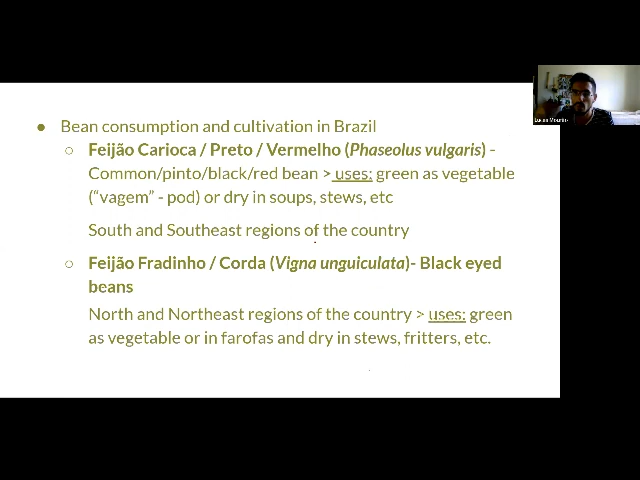 ● Bean consumption and cultivation in Brazil
○ Feijão Carioca / Preto / Vermelho (Phaseolus vulgaris) -
Common/pinto/black/red bean > uses: green as vegetable
(“vagem” - pod) or dry in soups, stews, etc
South and Southeast regions of the country
○ Feijão Fradinho / Corda (Vigna unguiculata)- Black eyed
beans
North and Northeast regions of the country > uses: green
as vegetable or in farofas and dry in stews, fritters, etc.